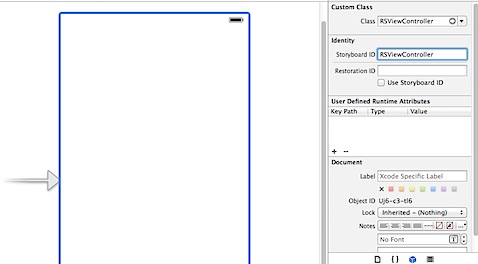 Custom Class
Class RSViewController
Identity
Storyboard ID RSViewController
Restoration ID
Use Storyboard ID
User Defined Runtime Attributes
Key Path Type Value
+ −
Document
Label Xcode Specific Label
Object ID Uj6-c3-tl6
Lock Inherited - (Nothing)
Notes
No Font